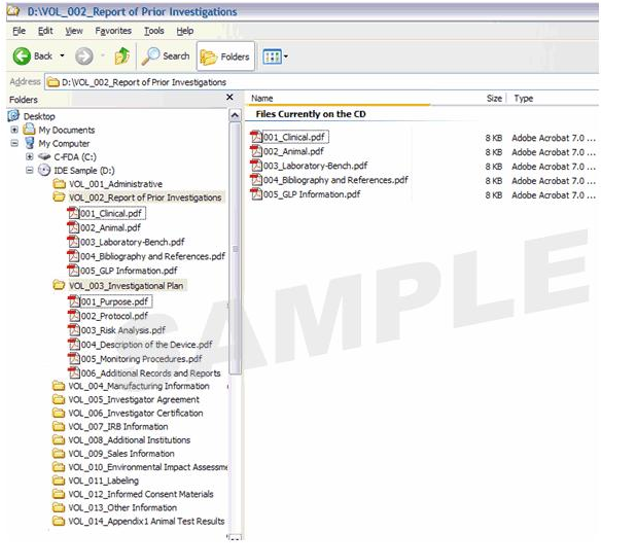 D:\VOL_002_Report of Prior Investigations
File Edit View Favorites Tools Help
Back Search Folders
Address D:\VOL_002_Report of Prior Investigations
Folders
Desktop
My Documents
My Computer
C-FDA (C:)
IDE Sample (D:)
VOL_001_Administrative
VOL_002_Report of Prior Investigations
001_Clinical.pdf
002_Animal.pdf
003_Laboratory-Bench.pdf
004_Bibliography and References.pdf
005_GLP Information.pdf
VOL_003_Investigational Plan
001_Purpose.pdf
002_Protocol.pdf
003_Risk Analysis.pdf
004_Description of the Device.pdf
005_Monitoring Procedures.pdf
006_Additional Records and Reports
VOL_004_Manufacturing Information
VOL_005_Investigator Agreement
VOL_006_Investigator Certification
VOL_007_IRB Information
VOL_008_Additional Institutions
VOL_009_Sales Information
VOL_010_Environmental Impact Assessme
VOL_011_Labeling
VOL_012_Informed Consent Materials
VOL_013_Other Information
VOL_014_Appendix1 Animal Test Results
Name Size Type
Files Currently on the CD
001_Clinical.pdf 8 KB Adobe Acrobat 7.0 ...
002_Animal.pdf 8 KB Adobe Acrobat 7.0 ...
003_Laboratory-Bench.pdf 8 KB Adobe Acrobat 7.0 ...
004_Bibliography and References.pdf 8 KB Adobe Acrobat 7.0 ...
005_GLP Information.pdf 8 KB Adobe Acrobat 7.0 ...
SAMPLE